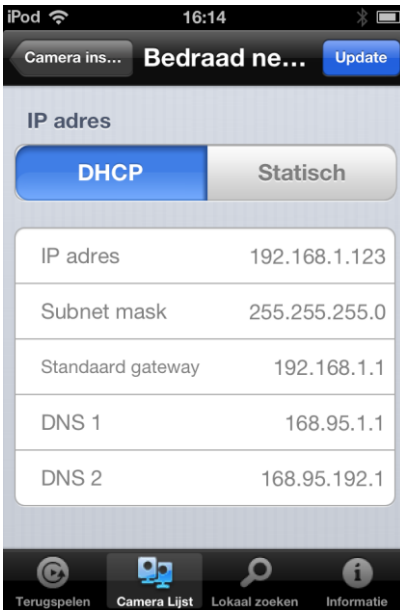 iPod 16:14
Camera ins... Bedraad ne... Update
IP adres
DHCP Statisch
IP adres 192.168.1.123
Subnet mask 255.255.255.0
Standaard gateway 192.168.1.1
DNS 1 168.95.1.1
DNS 2 168.95.192.1
Terugspelen Camera Lijst Lokaal zoeken Informatie